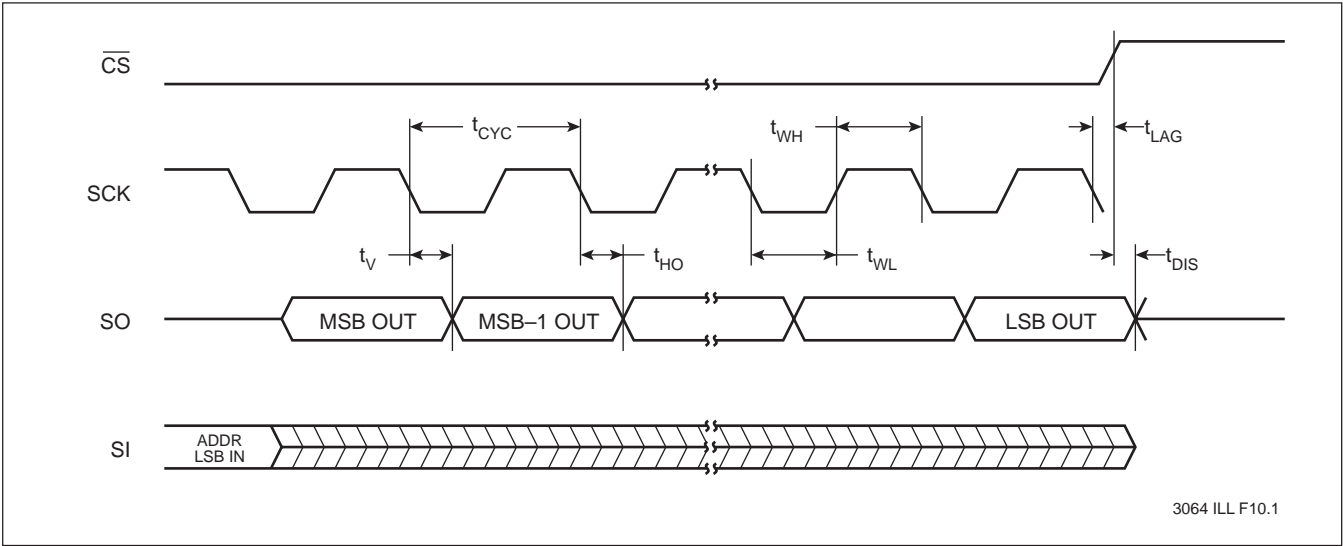 CS
tCYC
tWH
tLAG
SCK
tV
tHO
tWL
tDIS
SO
MSB OUT
MSB–1 OUT
LSB OUT
SI
ADDR
LSB IN
3064 ILL F10.1